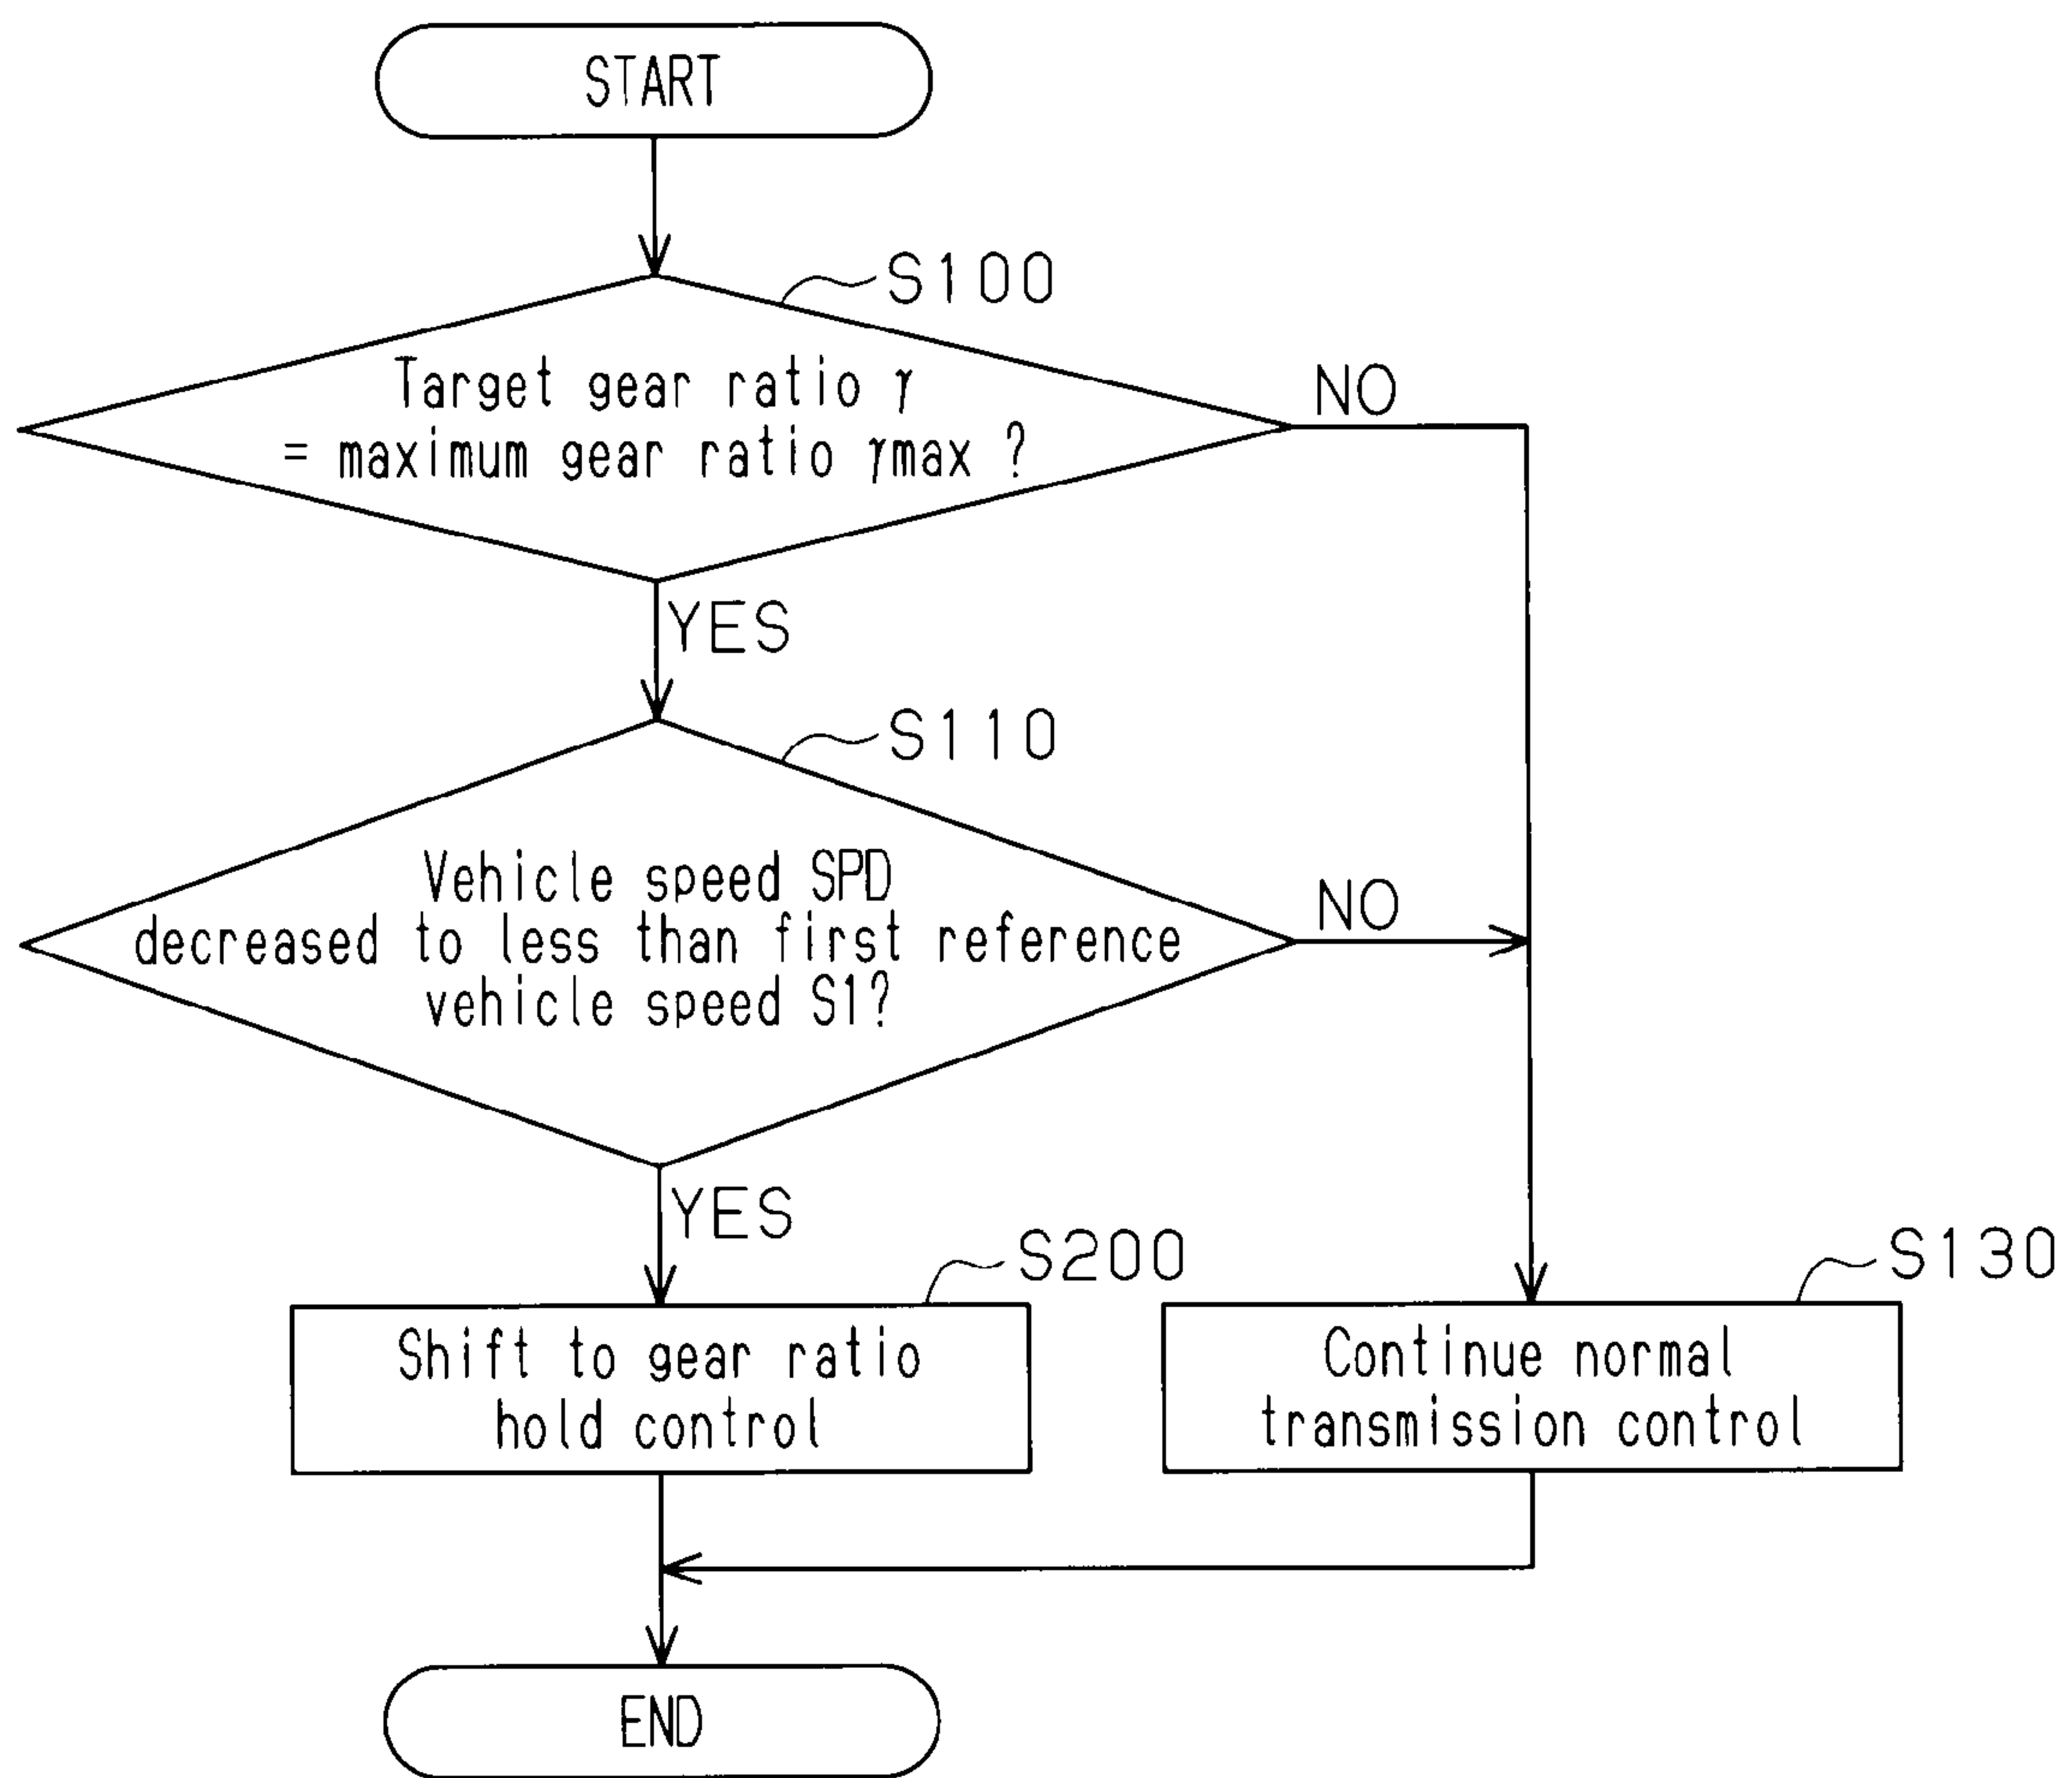 START
S100
Target gear ratio γ
= maximum gear ratio γmax ?
NO
YES
S110
Vehicle speed SPD
decreased to less than first reference
vehicle speed S1?
NO
YES
S200
Shift to gear ratio
hold control
S130
Continue normal
transmission control
END